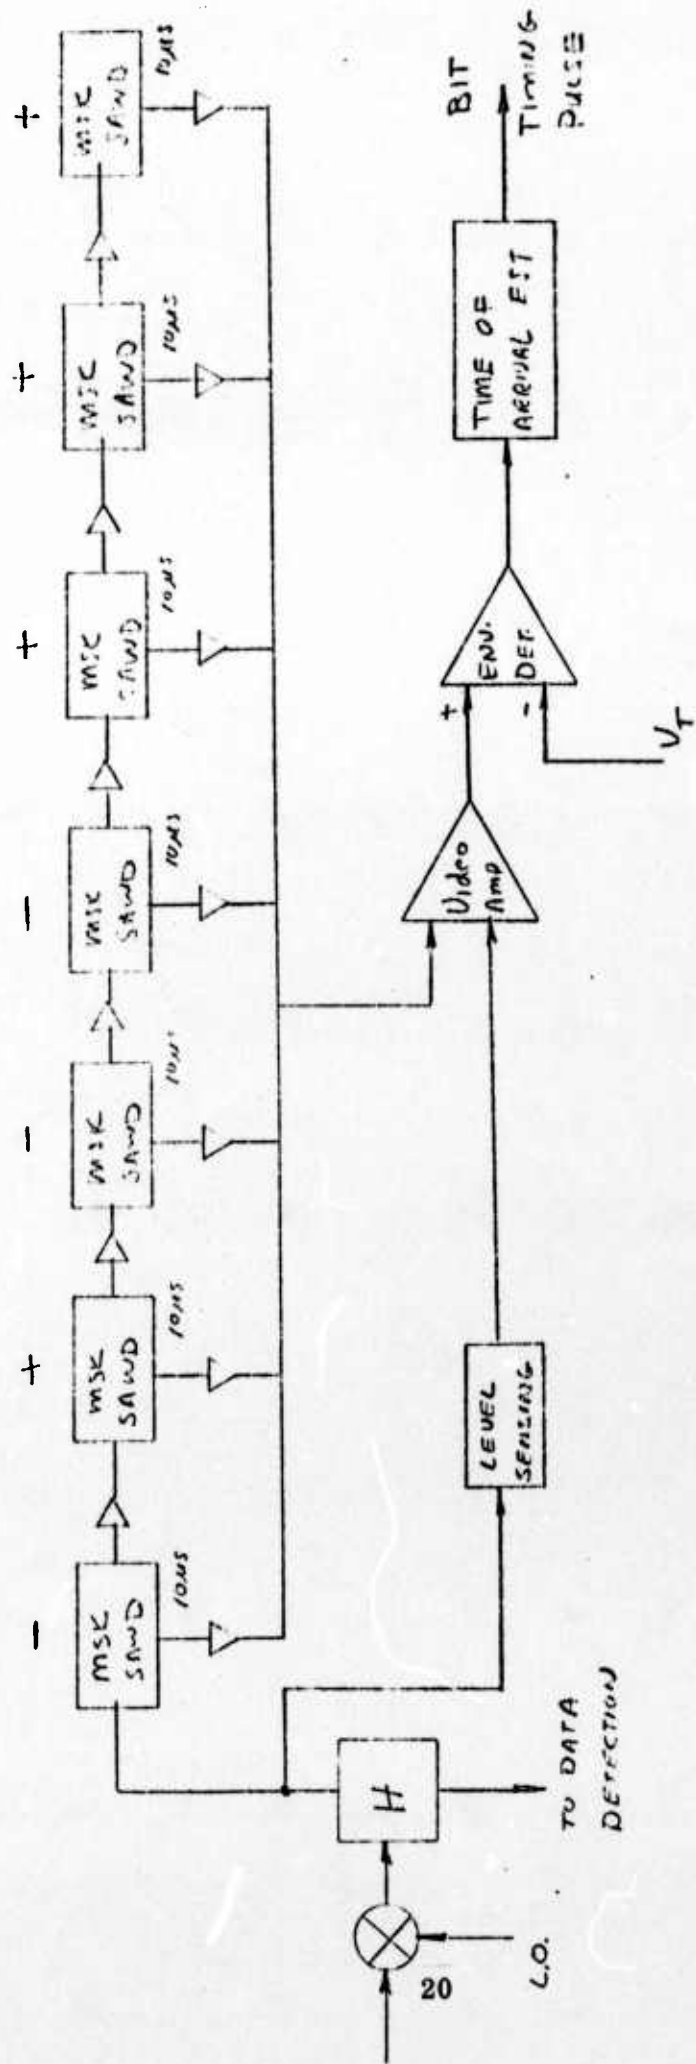 - + - - + + +
MSK SAWD
10μS
MSK SAWD
10μS
MSK SAWD
10μS
MSK SAWD
10μS
MSK SAWD
10μS
MSK SAWD
10μS
MSK SAWD
10μS
H
TO DATA
DETECTION
20
L.O.
LEVEL
SENSING
Video
Amp
+
-
ENV.
DET.
VT
TIME OF
ARRIVAL EST
BIT
TIMING
PULSE